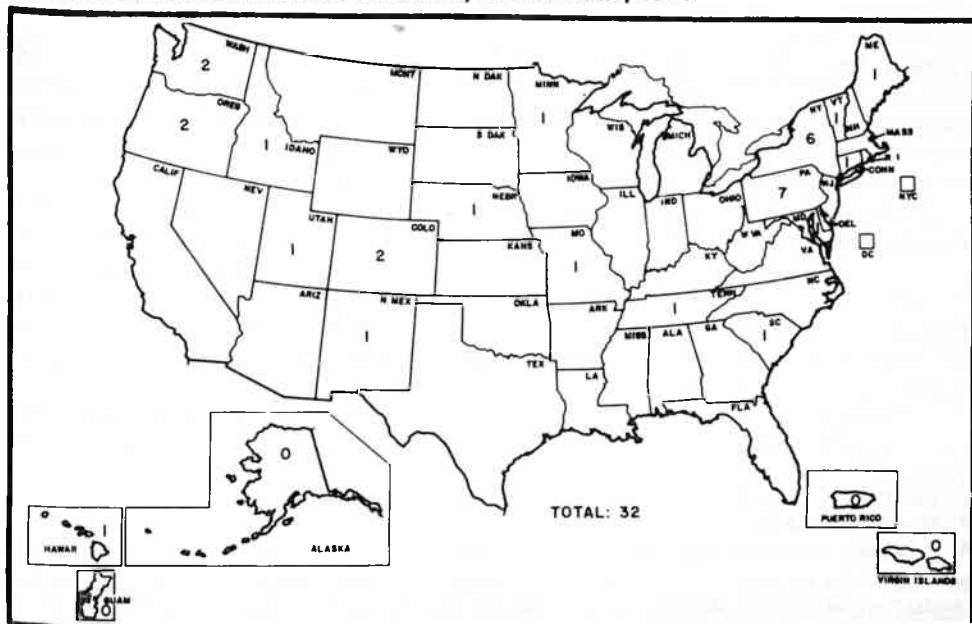 WASH
2
MONT
N DAK
MINN
1
ME
1
OREG
2
IDAHO
1
S DAK
WIS
MICH
NY
6
VT
1
NH
MASS
1
R I
CONN
NYC
WYO
NEBR
1
IOWA
PA
7
NJ
CALIF
NEV
UTAH
1
COLO
2
KANS
MO
1
ILL
IND
OHIO
W VA
MD
DEL
DC
VA
KY
NC
ARIZ
N MEX
1
OKLA
ARK
TENN
1
SC
1
TEX
LA
MISS
ALA
GA
FLA
0
ALASKA
TOTAL: 32
0
PUERTO RICO
1
HAWAII
0
VIRGIN ISLANDS
GUAM
0